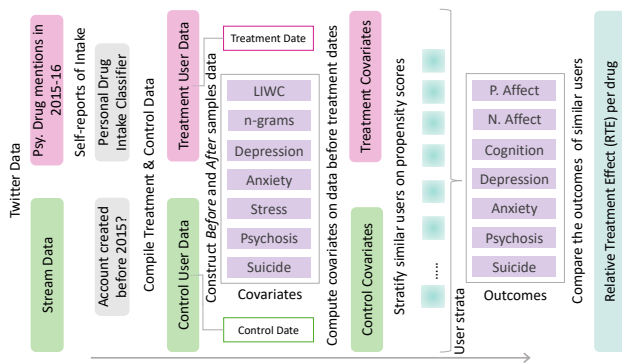 Twitter Data
Psy. Drug mentions in
2015-16
Stream Data
Self-reports of Intake
Personal Drug
Intake Classifier
Account created
before 2015?
Compile Treatment & Control Data
Treatment User Data
Control User Data
Treatment Date
Construct Before and After samples data
LIWC
n-grams
Depression
Anxiety
Stress
Psychosis
Suicide
Covariates
Control Date
Compute covariates on data before treatment dates
Treatment Covariates
Control Covariates
Stratify similar users on propensity scores
.....
User strata
P. Affect
N. Affect
Cognition
Depression
Anxiety
Psychosis
Suicide
Outcomes
Compare the outcomes of similar users
Relative Treatment Effect (RTE) per drug